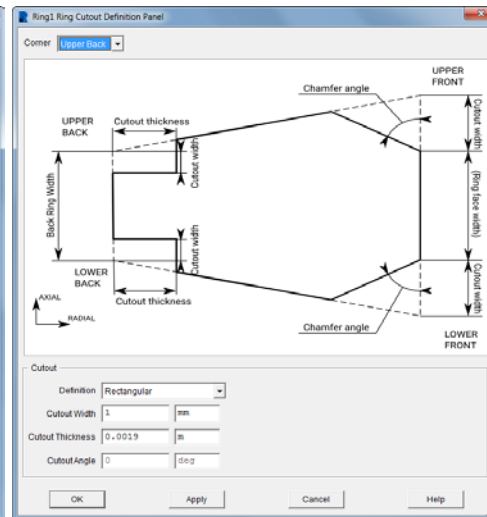 Ring1 Ring Cutout Definition Panel
Corner Upper Back
UPPER
FRONT
Chamfer angle
UPPER
BACK
Cutout thickness
Cutout width
Cutout width
Back Ring Width
(Ring face width)
Cutout width
LOWER
BACK
Cutout thickness
Cutout width
AXIAL
RADIAL
Chamfer angle
LOWER
FRONT
Cutout
Definition Rectangular
Cutout Width 1 mm
Cutout Thickness 0.0019 m
Cutout Angle 0 deg
OK Apply Cancel Help